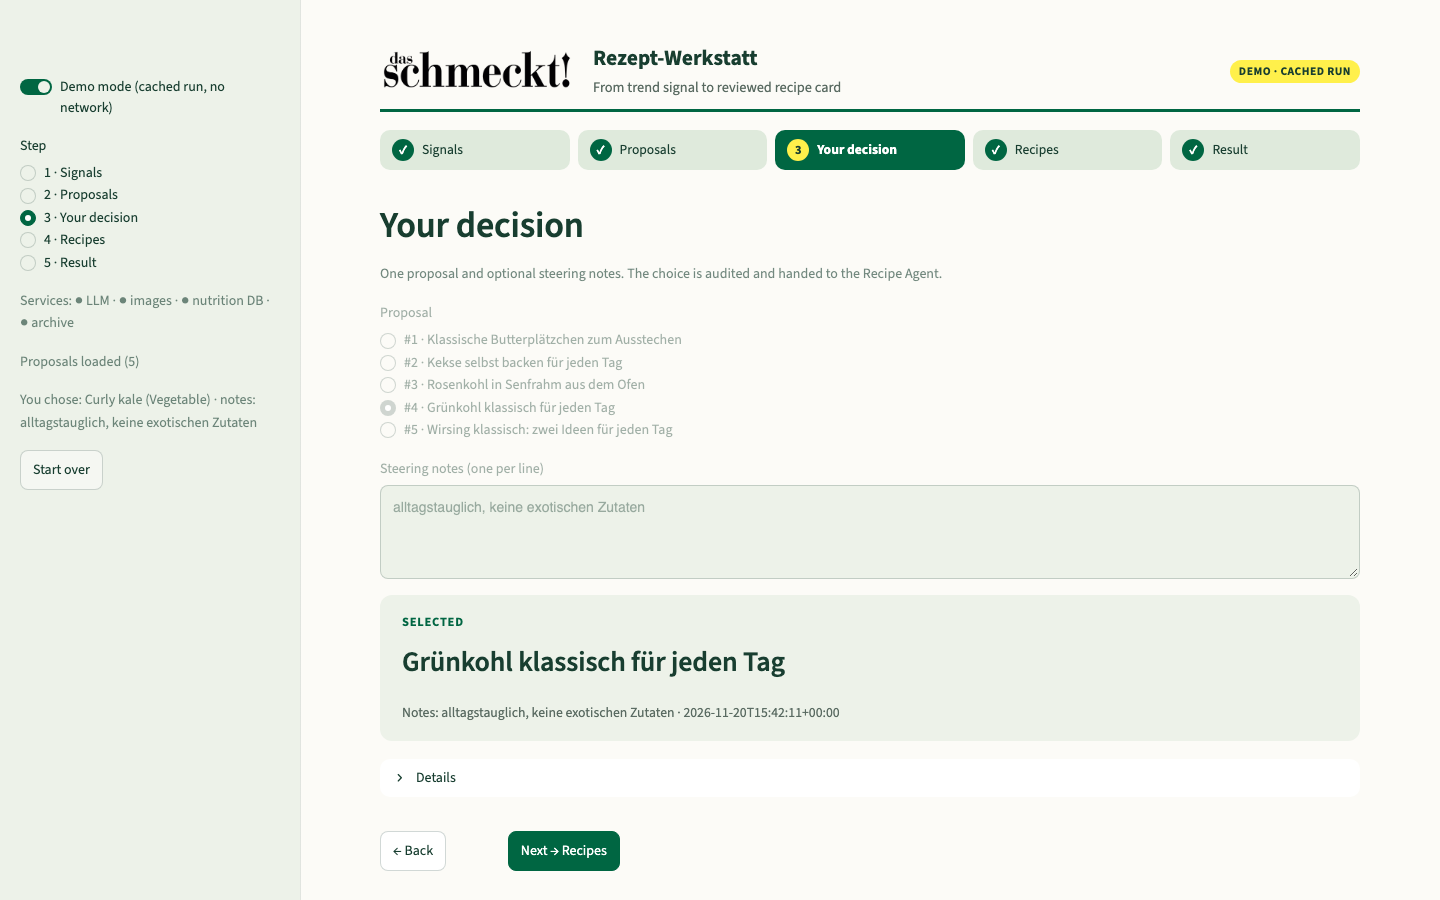 Demo mode (cached run, no
network)
Step
1 · Signals
2 · Proposals
3 · Your decision
4 · Recipes
5 · Result
Services: ● LLM · ● images · ● nutrition DB ·
● archive
Proposals loaded (5)
You chose: Curly kale (Vegetable) · notes:
alltagstauglich, keine exotischen Zutaten
Start over
das
schmeckt!
Rezept-Werkstatt
From trend signal to reviewed recipe card
DEMO · CACHED RUN
✓ Signals
✓ Proposals
3 Your decision
✓ Recipes
✓ Result
Your decision
One proposal and optional steering notes. The choice is audited and handed to the Recipe Agent.
Proposal
#1 · Klassische Butterplätzchen zum Ausstechen
#2 · Kekse selbst backen für jeden Tag
#3 · Rosenkohl in Senfrahm aus dem Ofen
#4 · Grünkohl klassisch für jeden Tag
#5 · Wirsing klassisch: zwei Ideen für jeden Tag
Steering notes (one per line)
alltagstauglich, keine exotischen Zutaten
SELECTED
Grünkohl klassisch für jeden Tag
Notes: alltagstauglich, keine exotischen Zutaten · 2026-11-20T15:42:11+00:00
Details
← Back
Next → Recipes